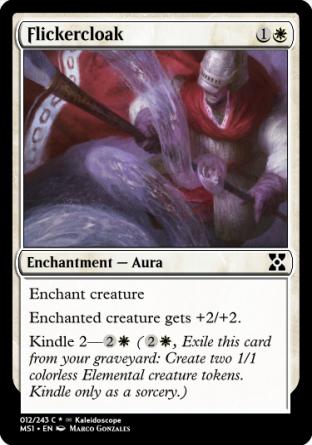 Flickercloak 1
Enchantment — Aura
Enchant creature
Enchanted creature gets +2/+2.
Kindle 2—2 ( 2 , Exile this card
from your graveyard: Create two 1/1
colorless Elemental creature tokens.
Kindle only as a sorcery.)
012/243 C * ∞ Kaleidoscope
MS1 • EN Marco Gonzales